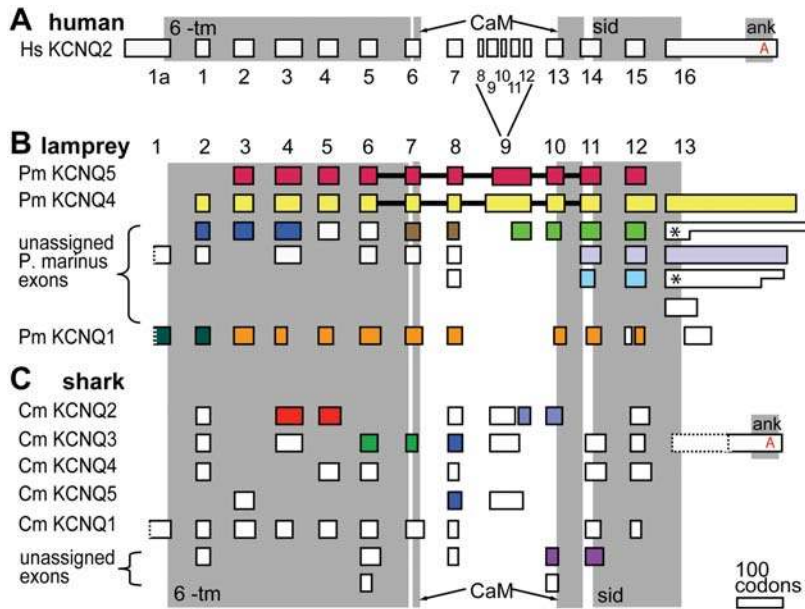 A human 6 -tm CaM sid ank
Hs KCNQ2 A
1a 1 2 3 4 5 6 7 8 9 10 11 12 13 14 15 16
B lamprey 1 2 3 4 5 6 7 8 9 10 11 12 13
Pm KCNQ5
Pm KCNQ4
unassigned *
P. marinus
exons *
Pm KCNQ1
C shark
Cm KCNQ2 ank
Cm KCNQ3 A
Cm KCNQ4
Cm KCNQ5
Cm KCNQ1
unassigned
exons
100
codons
6 -tm CaM sid